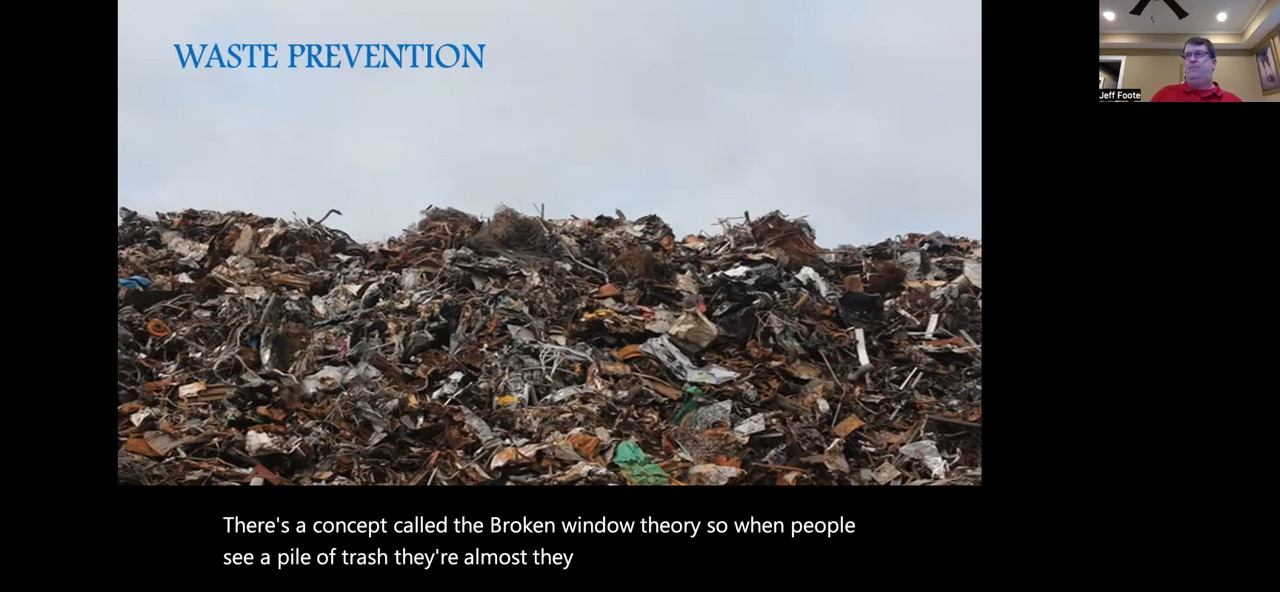 WASTE PREVENTION
Jeff Foote
There's a concept called the Broken window theory so when people
see a pile of trash they're almost they